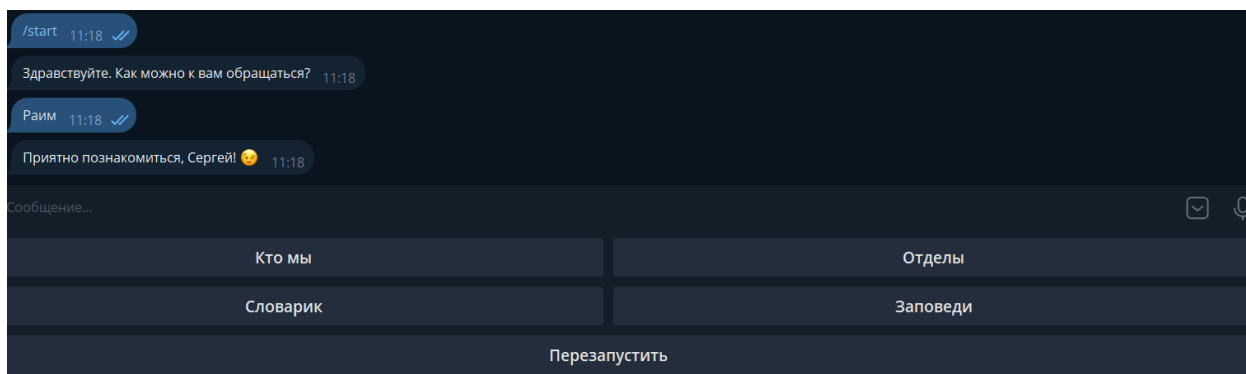 /start 11:18
Здравствуйте. Как можно к вам обращаться? 11:18
Раим 11:18
Приятно познакомиться, Сергей! 😉 11:18
Сообщение...
Кто мы Отделы
Словарик Заповеди
Перезапустить